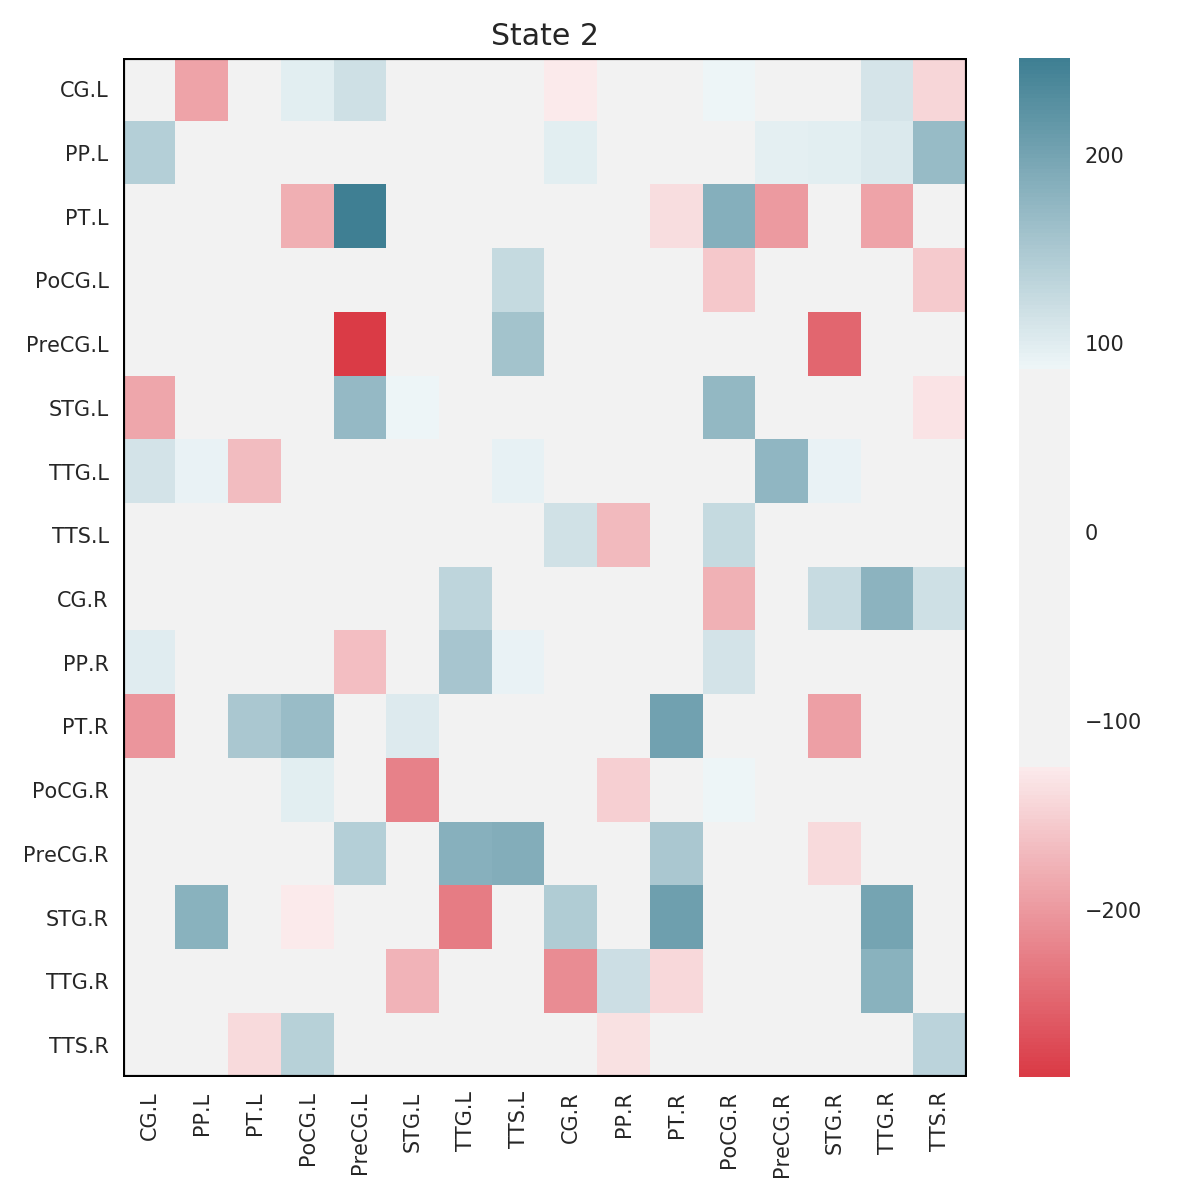 State 2
CG.L
PP.L
PT.L
PoCG.L
PreCG.L
STG.L
TTG.L
TTS.L
CG.R
PP.R
PT.R
PoCG.R
PreCG.R
STG.R
TTG.R
TTS.R
CG.L
PP.L
PT.L
PoCG.L
PreCG.L
STG.L
TTG.L
TTS.L
CG.R
PP.R
PT.R
PoCG.R
PreCG.R
STG.R
TTG.R
TTS.R
200
100
0
−100
−200